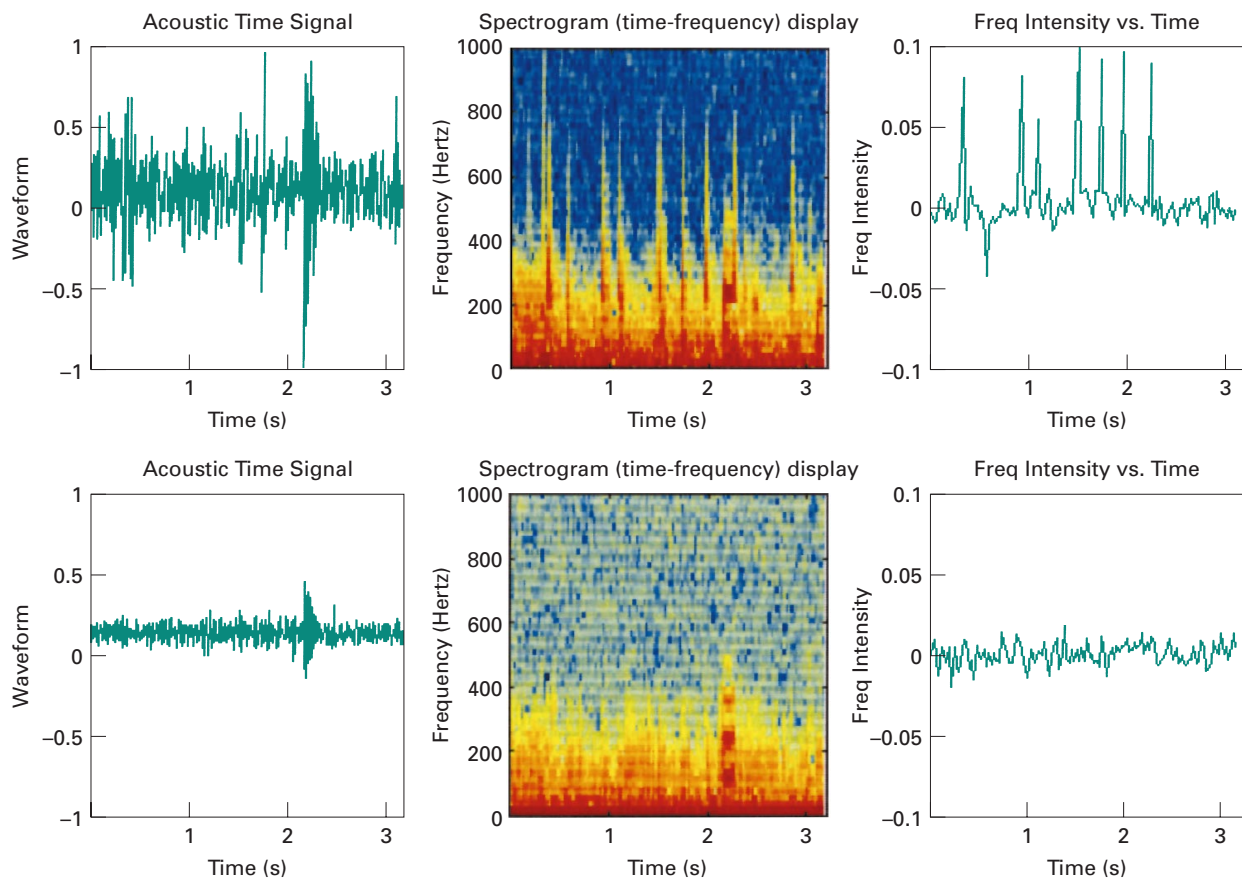 Acoustic Time Signal
Spectrogram (time-frequency) display
Freq Intensity vs. Time
1
0.5
0
−0.5
−1
Waveform
1
2
3
Time (s)
1000
800
600
400
200
0
Frequency (Hertz)
1
2
3
Time (s)
0.1
0.05
0
−0.05
−0.1
Freq Intensity
1
2
3
Time (s)
Acoustic Time Signal
Spectrogram (time-frequency) display
Freq Intensity vs. Time
1
0.5
0
−0.5
−1
Waveform
1
2
3
Time (s)
1000
800
600
400
200
0
Frequency (Hertz)
1
2
3
Time (s)
0.1
0.05
0
−0.05
−0.1
Freq Intensity
1
2
3
Time (s)